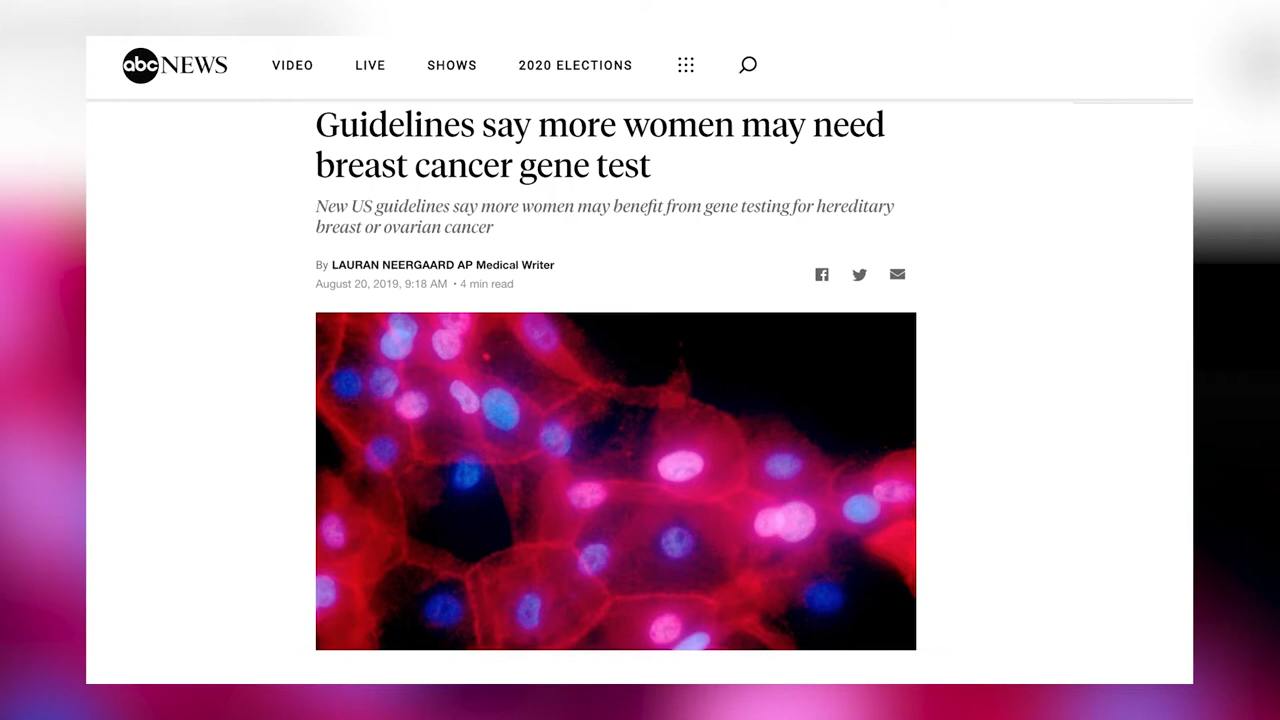 abc NEWS VIDEO LIVE SHOWS 2020 ELECTIONS
Guidelines say more women may need
breast cancer gene test
New US guidelines say more women may benefit from gene testing for hereditary
breast or ovarian cancer
By LAURAN NEERGAARD AP Medical Writer
August 20, 2019, 9:18 AM • 4 min read